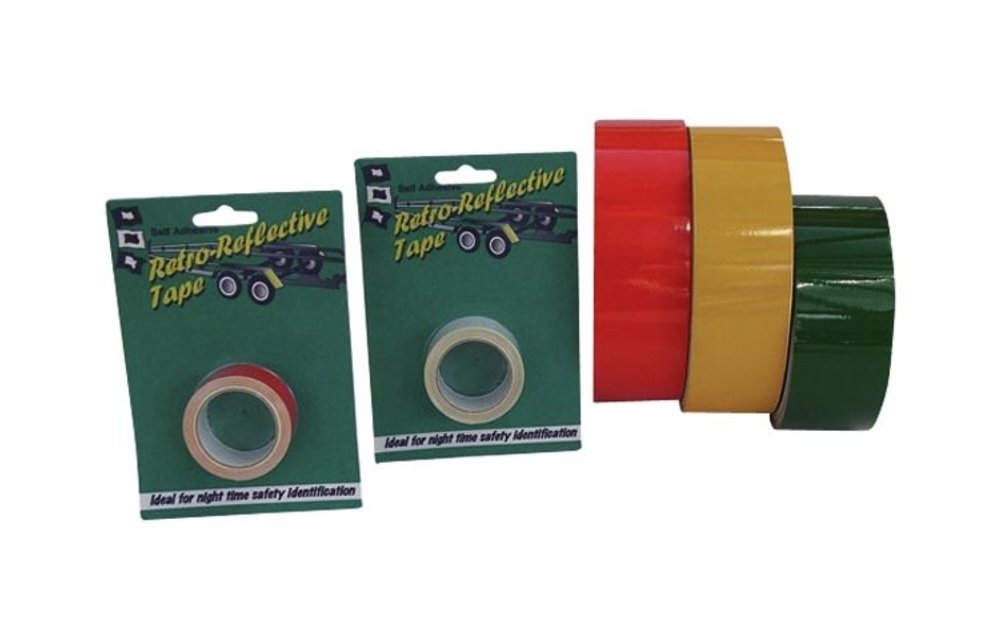 Self Adhesive
Retro-Reflective
Tape
Ideal for night time safety identification
Self Adhesive
Retro-Reflective
Tape
Ideal for night time safety identification